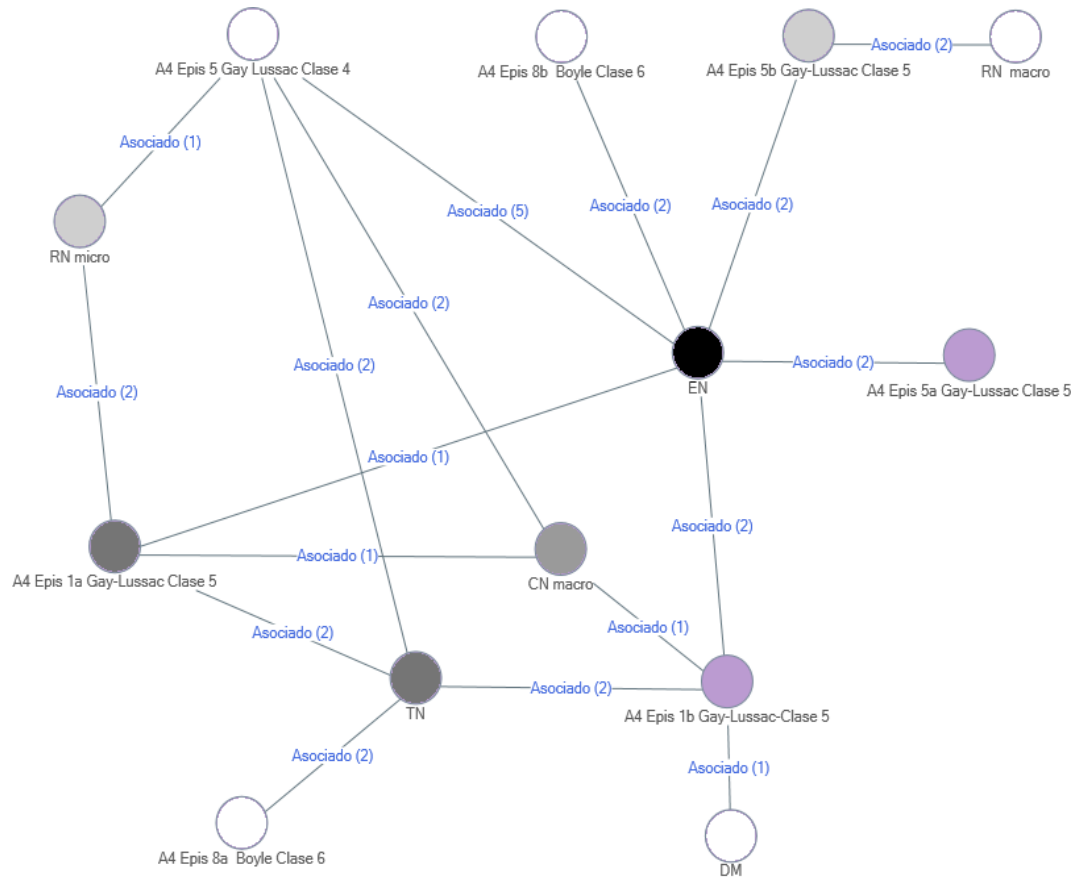 A4 Epis 5 Gay Lussac Clase 4
A4 Epis 8b  Boyle Clase 6
A4 Epis 5b Gay-Lussac Clase 5
Asociado (2)
RN  macro
Asociado (1)
RN micro
Asociado (5)
Asociado (2)
Asociado (2)
Asociado (2)
Asociado (2)
EN
Asociado (2)
A4 Epis 5a Gay-Lussac Clase 5
Asociado (2)
Asociado (1)
Asociado (2)
A4 Epis 1a Gay-Lussac Clase 5
Asociado (1)
CN macro
Asociado (2)
Asociado (1)
TN
Asociado (2)
A4 Epis 1b Gay-Lussac-Clase 5
Asociado (2)
Asociado (1)
A4 Epis 8a  Boyle Clase 6
DM